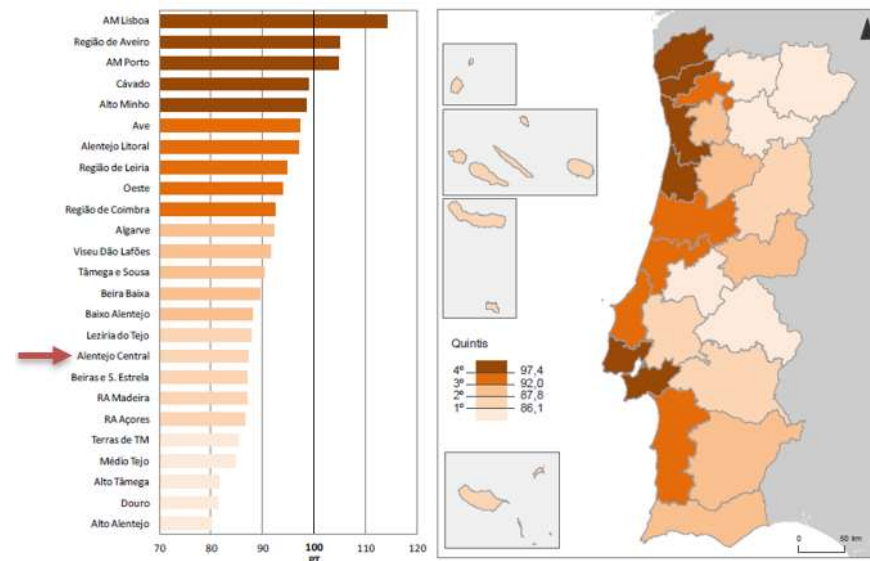 AM Lisboa
Região de Aveiro
AM Porto
Cávado
Alto Minho
Ave
Alentejo Litoral
Região de Leiria
Oeste
Região de Coimbra
Algarve
Viseu Dão Lafões
Tâmega e Sousa
Beira Baixa
Baixo Alentejo
Lezíria do Tejo
Alentejo Central
Beiras e S. Estrela
RA Madeira
RA Açores
Terras de TM
Médio Tejo
Alto Tâmega
Douro
Alto Alentejo
70 80 90 100 110 120
PT
Quintis
4º 97,4
3º 92,0
2º 87,8
1º 86,1
0 50 km